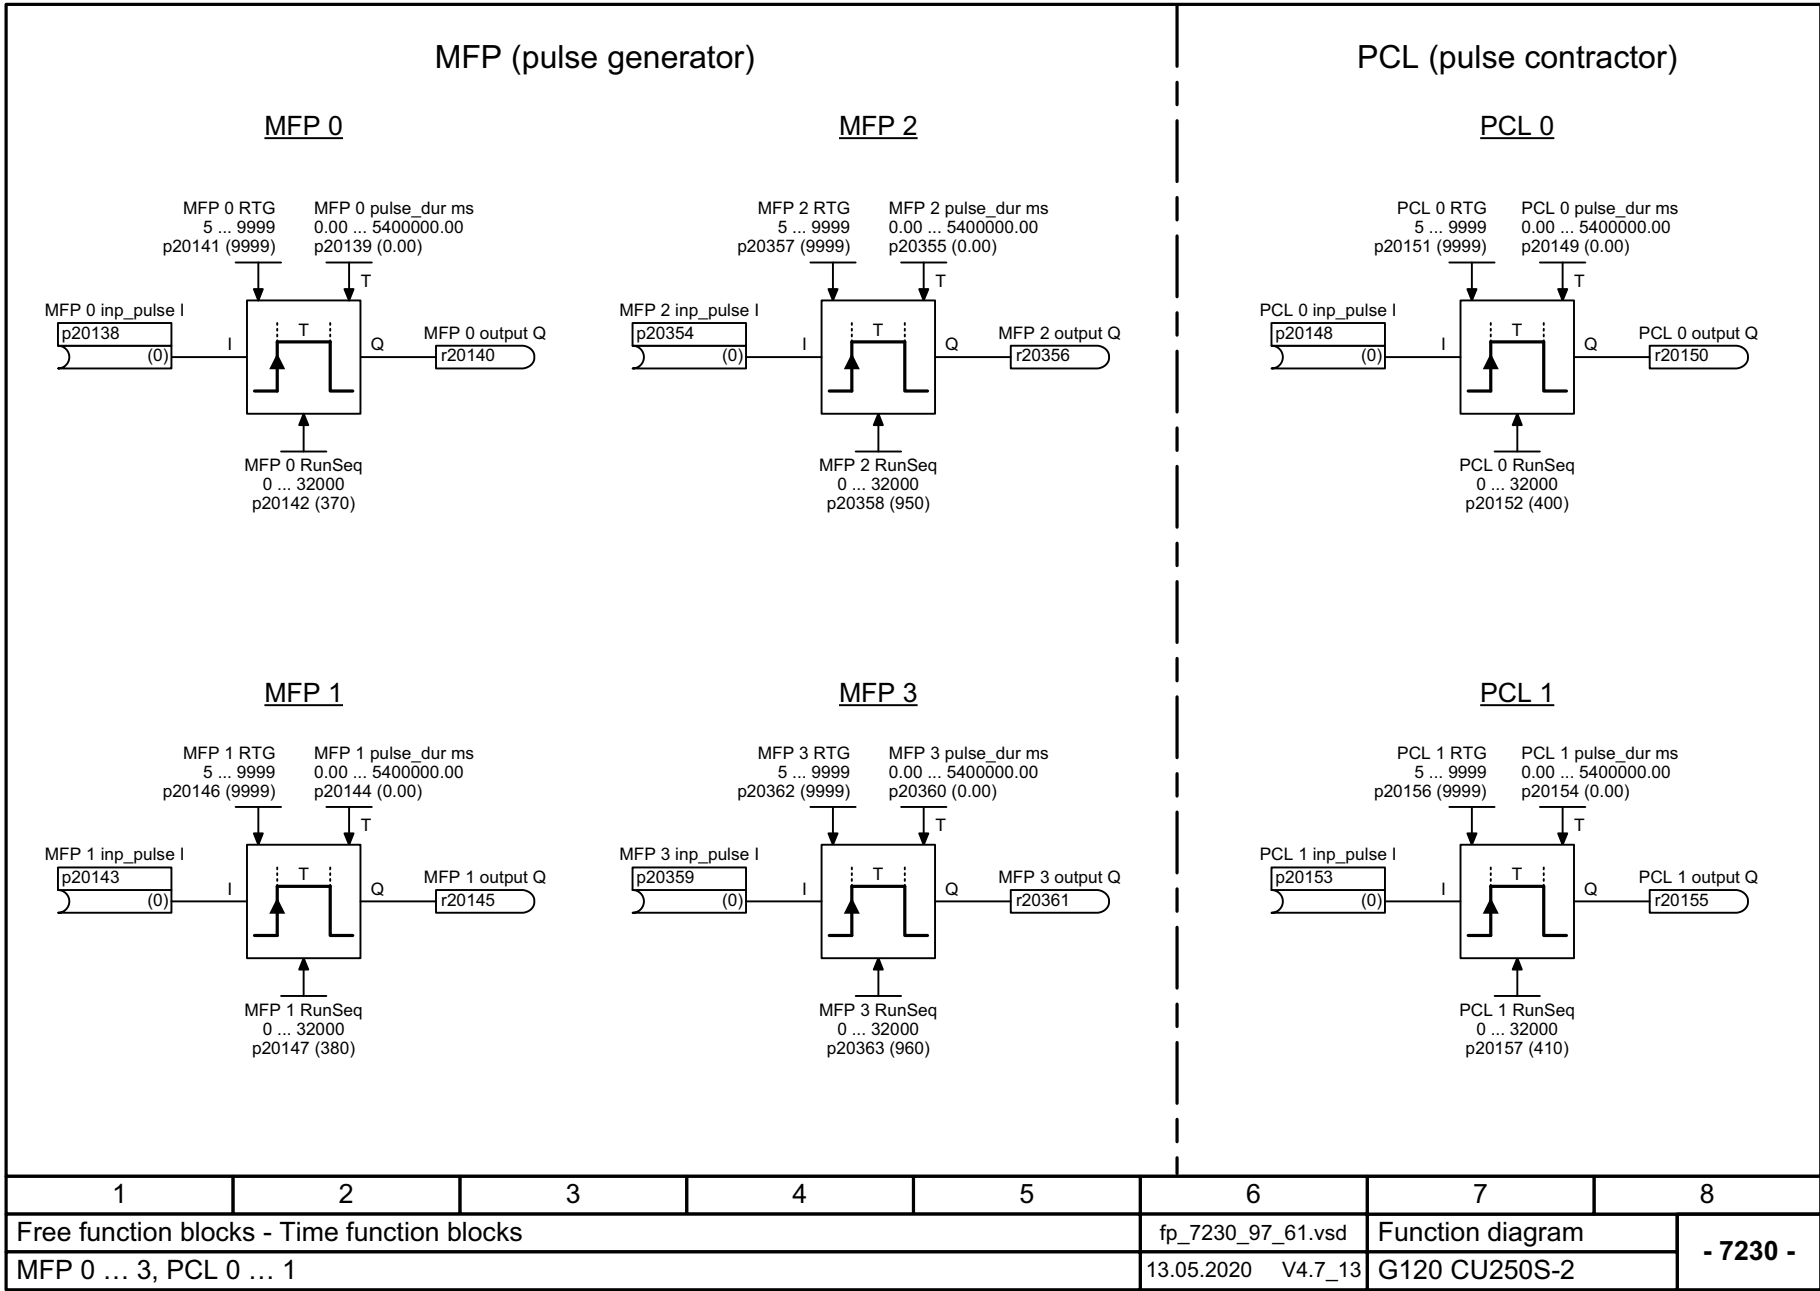 MFP (pulse generator)
PCL (pulse contractor)
MFP 0
MFP 0 RTG
5 ... 9999
p20141 (9999)
MFP 0 pulse_dur ms
0.00 ... 5400000.00
p20139 (0.00)
T
MFP 0 inp_pulse I
p20138
(0)
I
T
Q
MFP 0 output Q
r20140
MFP 0 RunSeq
0 ... 32000
p20142 (370)
MFP 2
MFP 2 RTG
5 ... 9999
p20357 (9999)
MFP 2 pulse_dur ms
0.00 ... 5400000.00
p20355 (0.00)
T
MFP 2 inp_pulse I
p20354
(0)
I
T
Q
MFP 2 output Q
r20356
MFP 2 RunSeq
0 ... 32000
p20358 (950)
PCL 0
PCL 0 RTG
5 ... 9999
p20151 (9999)
PCL 0 pulse_dur ms
0.00 ... 5400000.00
p20149 (0.00)
T
PCL 0 inp_pulse I
p20148
(0)
I
T
Q
PCL 0 output Q
r20150
PCL 0 RunSeq
0 ... 32000
p20152 (400)
MFP 1
MFP 1 RTG
5 ... 9999
p20146 (9999)
MFP 1 pulse_dur ms
0.00 ... 5400000.00
p20144 (0.00)
T
MFP 1 inp_pulse I
p20143
(0)
I
T
Q
MFP 1 output Q
r20145
MFP 1 RunSeq
0 ... 32000
p20147 (380)
MFP 3
MFP 3 RTG
5 ... 9999
p20362 (9999)
MFP 3 pulse_dur ms
0.00 ... 5400000.00
p20360 (0.00)
T
MFP 3 inp_pulse I
p20359
(0)
I
T
Q
MFP 3 output Q
r20361
MFP 3 RunSeq
0 ... 32000
p20363 (960)
PCL 1
PCL 1 RTG
5 ... 9999
p20156 (9999)
PCL 1 pulse_dur ms
0.00 ... 5400000.00
p20154 (0.00)
T
PCL 1 inp_pulse I
p20153
(0)
I
T
Q
PCL 1 output Q
r20155
PCL 1 RunSeq
0 ... 32000
p20157 (410)
1 2 3 4 5 6 7 8
Free function blocks - Time function blocks
fp_7230_97_61.vsd
Function diagram
- 7230 -
MFP 0 … 3, PCL 0 … 1
13.05.2020 V4.7_13
G120 CU250S-2